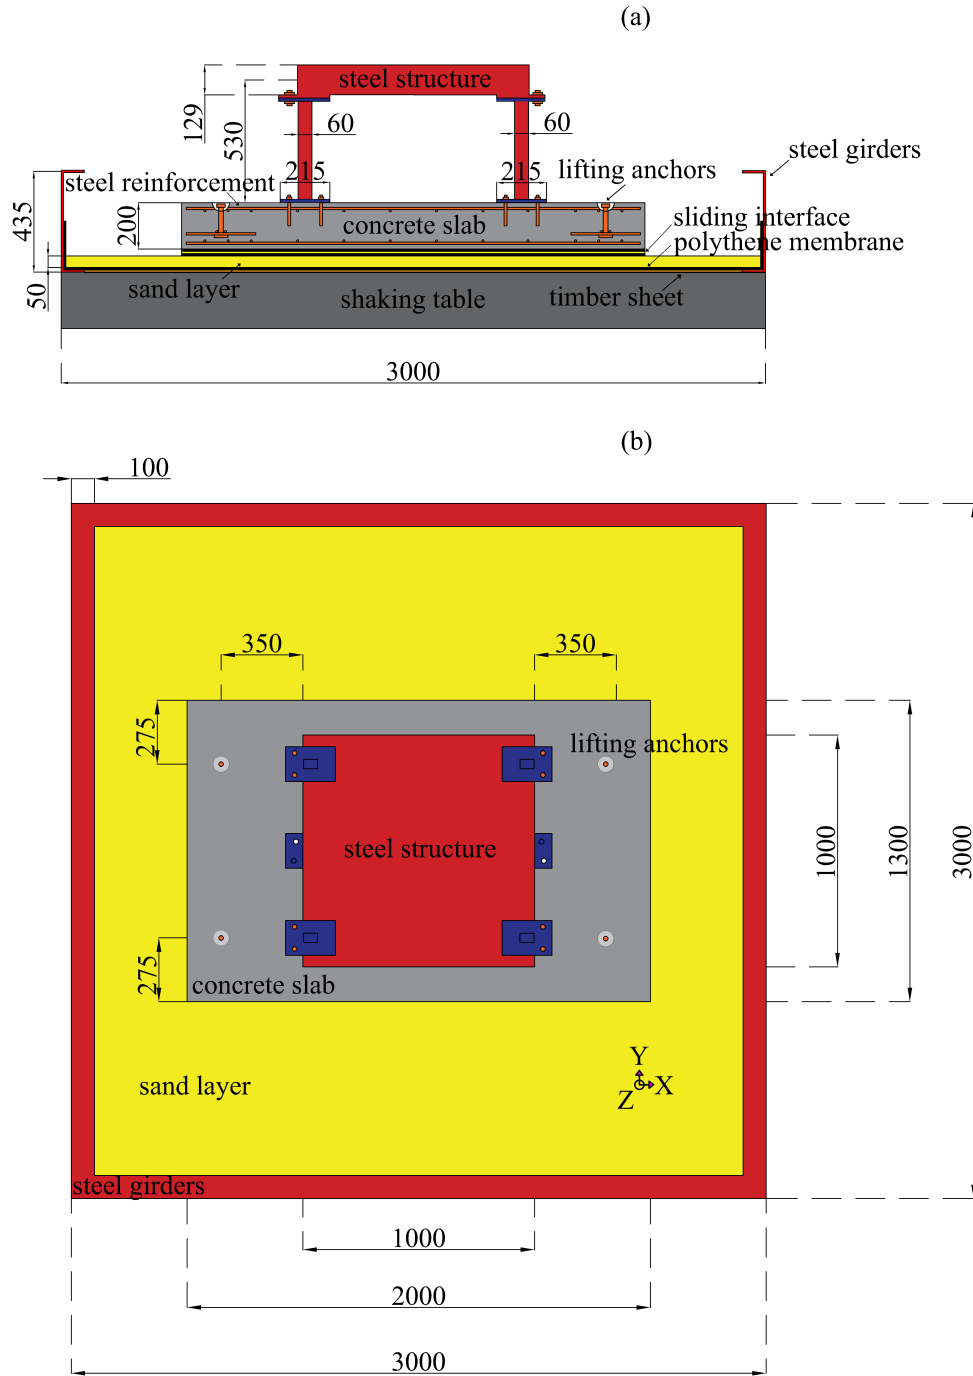 (a)
steel structure
129
530
60
60
steel girders
215
215
lifting anchors
steel reinforcement
435
200
concrete slab
sliding interface
polythene membrane
50
sand layer
shaking table
timber sheet
3000
(b)
100
350
350
275
lifting anchors
steel structure
1000
1300
3000
275
concrete slab
sand layer
Y
X
Z
steel girders
1000
2000
3000